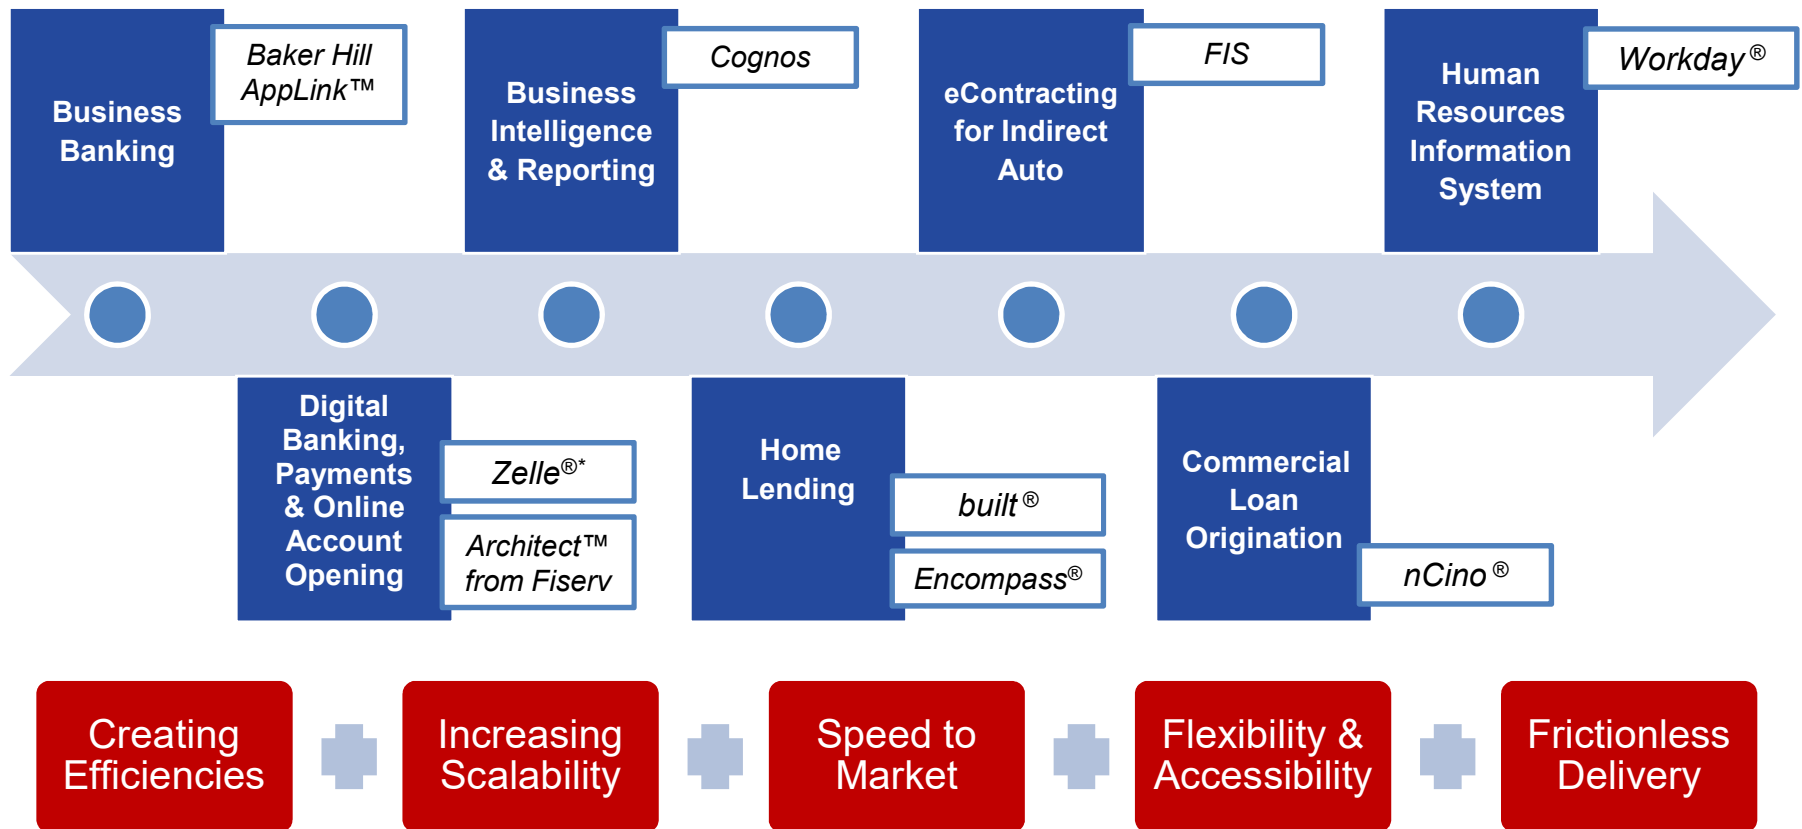 Business
Banking
Baker Hill
AppLink™
Business
Intelligence
& Reporting
Cognos
eContracting
for Indirect
Auto
FIS
Human
Resources
Information
System
Workday ®
Digital
Banking,
Payments
& Online
Account
Opening
Zelle®*
Architect™
from Fiserv
Home
Lending
built ®
Encompass®
Commercial
Loan
Origination
nCino ®
Creating
Efficiencies
Increasing
Scalability
Speed to
Market
Flexibility &
Accessibility
Frictionless
Delivery